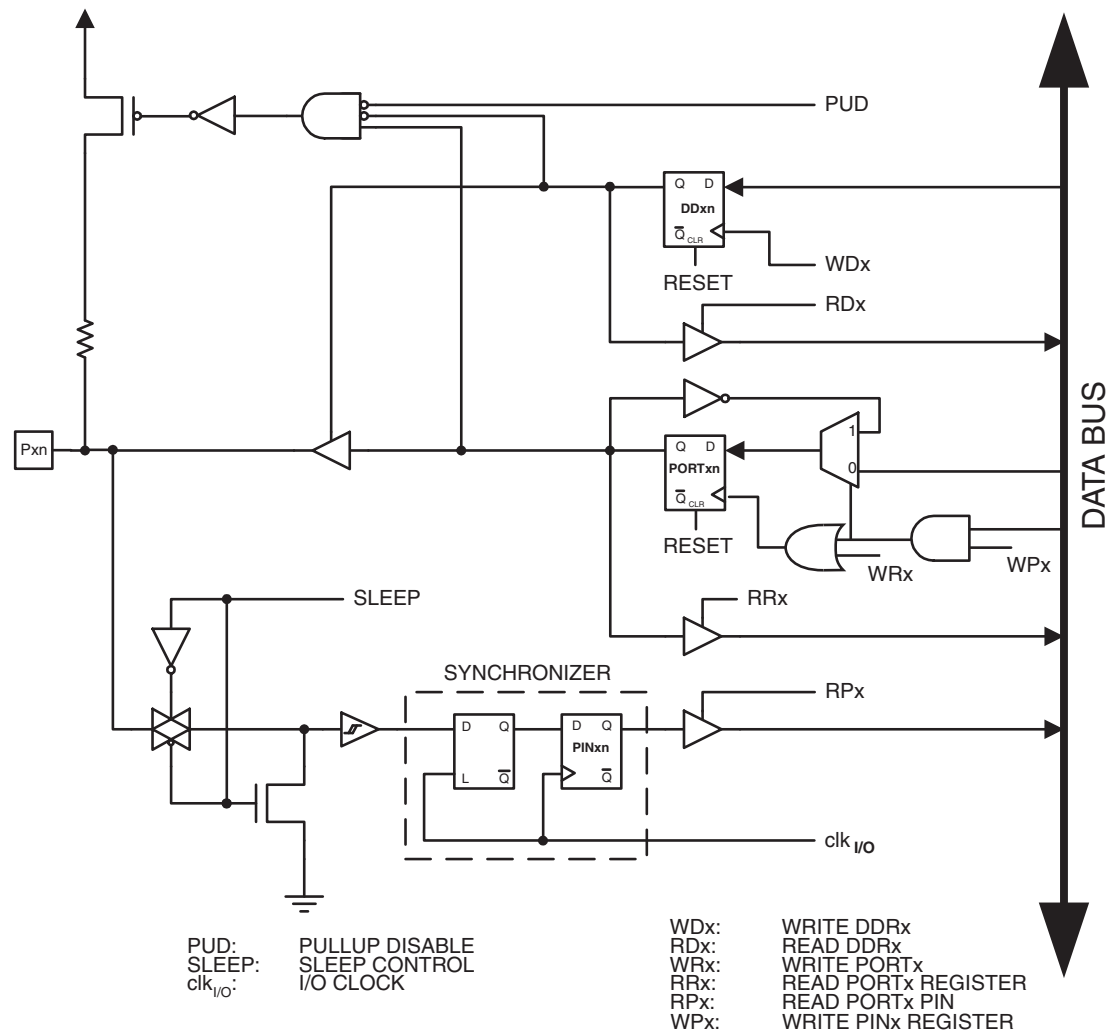 PUD
Q D
DDxn
Q CLR
WDx
RESET
RDx
1
Pxn
Q D
PORTxn
0
Q CLR
RESET
WRx
WPx
DATA BUS
SLEEP
RRx
SYNCHRONIZER
RPx
D Q
D Q
PINxn
L Q
Q
clk I/O
PUD: PULLUP DISABLE
SLEEP: SLEEP CONTROL
clkI/O: I/O CLOCK
WDx: WRITE DDRx
RDx: READ DDRx
WRx: WRITE PORTx
RRx: READ PORTx REGISTER
RPx: READ PORTx PIN
WPx: WRITE PINx REGISTER